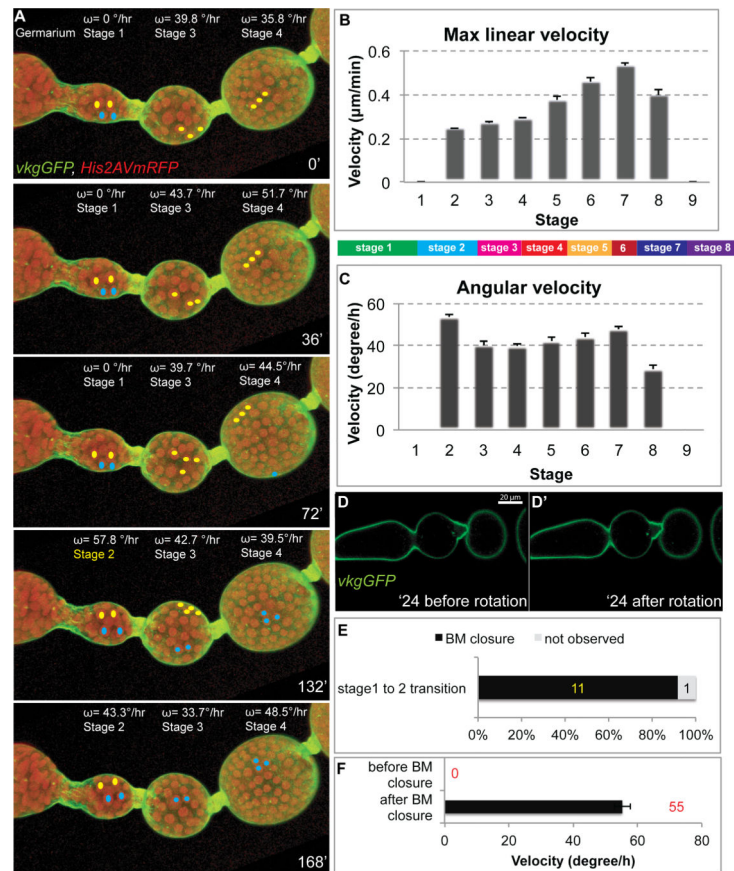 A
ω= 0 °/hr ω= 39.8 °/hr ω= 35.8 °/hr
Germarium Stage 1 Stage 3 Stage 4
vkgGFP, His2AVmRFP
0’
ω= 0 °/hr ω= 43.7 °/hr ω= 51.7 °/hr
Stage 1 Stage 3 Stage 4
36’
ω= 0 °/hr ω= 39.7 °/hr ω= 44.5°/hr
Stage 1 Stage 3 Stage 4
72’
ω= 57.8 °/hr ω= 42.7 °/hr ω= 39.5°/hr
Stage 2 Stage 3 Stage 4
132’
ω= 43.3°/hr ω= 33.7°/hr ω= 48.5°/hr
Stage 2 Stage 3 Stage 4
168’
B
Max linear velocity
Velocity (µm/min)
0.6
0.4
0.2
0
1 2 3 4 5 6 7 8 9
Stage
stage 1 stage 2 stage 3 stage 4 stage 5 6 stage 7 stage 8
C
Angular velocity
Velocity (degree/h)
60
40
20
0
1 2 3 4 5 6 7 8 9
Stage
D
20 µm
D’
vkgGFP
‘24 before rotation
‘24 after rotation
E
BM closure not observed
stage1 to 2 transition
11 1
0% 20% 40% 60% 80% 100%
F
before BM
closure
0
after BM
closure
55
0 20 40 60 80
Velocity (degree/h)